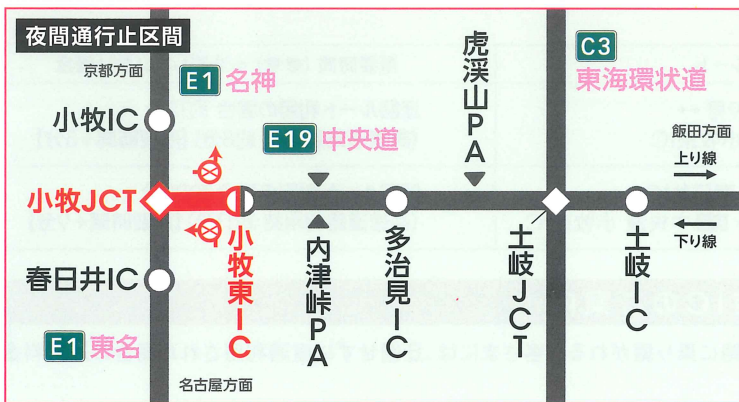 夜間通行止区間
京都方面
E1 名神
小牧IC
E19 中央道
虎渓山PA
C3
東海環状道
飯田方面
上り線
小牧JCT
下り線
小牧東IC
内津峠PA
多治見IC
土岐JCT
土岐IC
春日井IC
E1 東名
名古屋方面